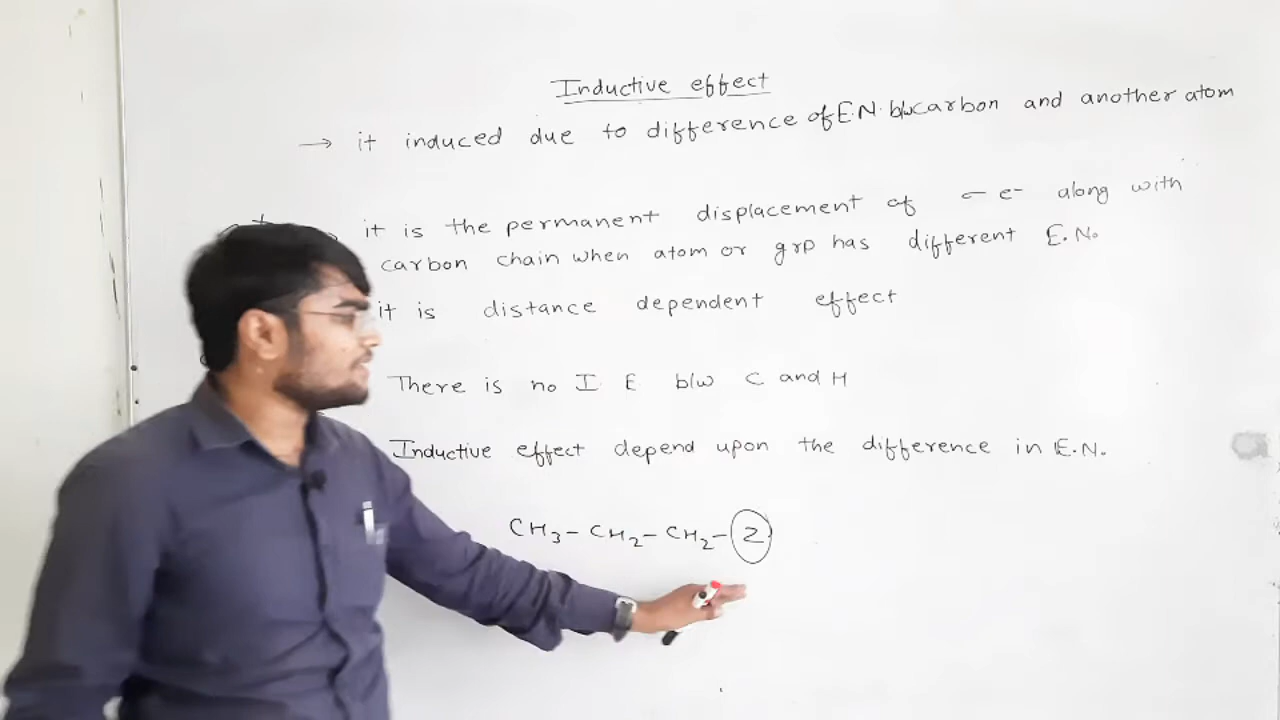 Inductive effect
→ it induced due to difference of E.N. b/w carbon and another atom
it is the permanent displacement of σ e- along with
carbon chain when atom or grp has different E.N.
it is distance dependent effect
There is no I E b/w C and H
Inductive effect depend upon the difference in E.N.
CH3-CH2-CH2-Z